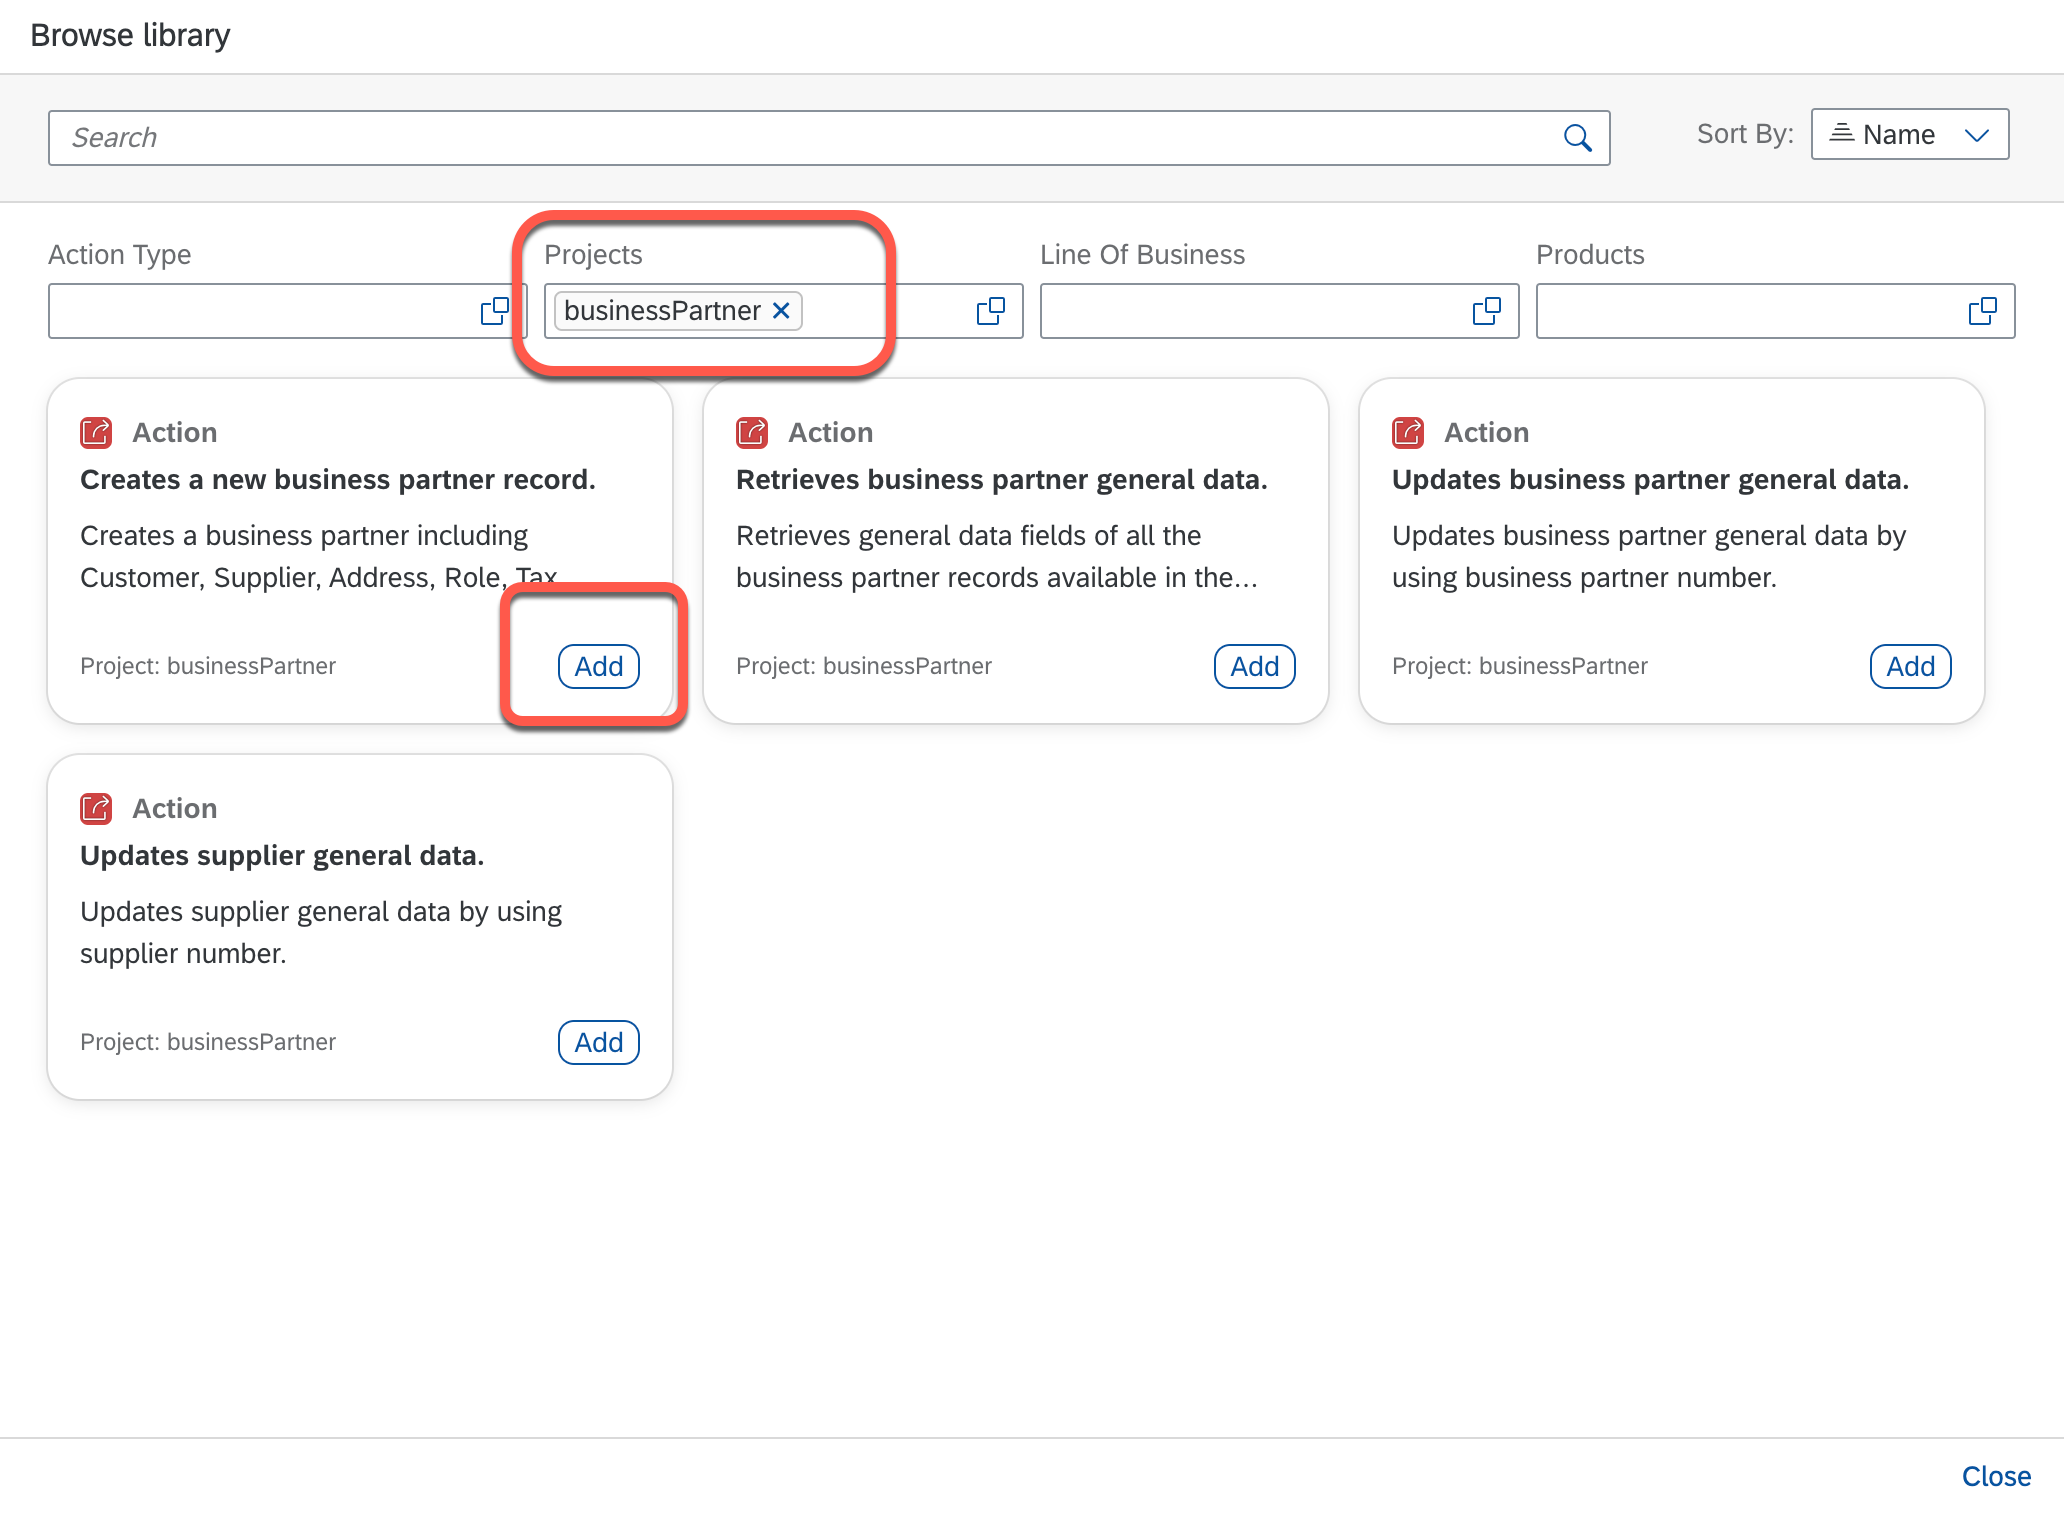 Browse library
Search
Sort By: Name
Action Type
Projects
Line Of Business
Products
businessPartner
Action
Creates a new business partner record.
Creates a business partner including
Customer, Supplier, Address, Role, Tax
Project: businessPartner
Add
Action
Retrieves business partner general data.
Retrieves general data fields of all the
business partner records available in the...
Project: businessPartner
Add
Action
Updates business partner general data.
Updates business partner general data by
using business partner number.
Project: businessPartner
Add
Action
Updates supplier general data.
Updates supplier general data by using
supplier number.
Project: businessPartner
Add
Close